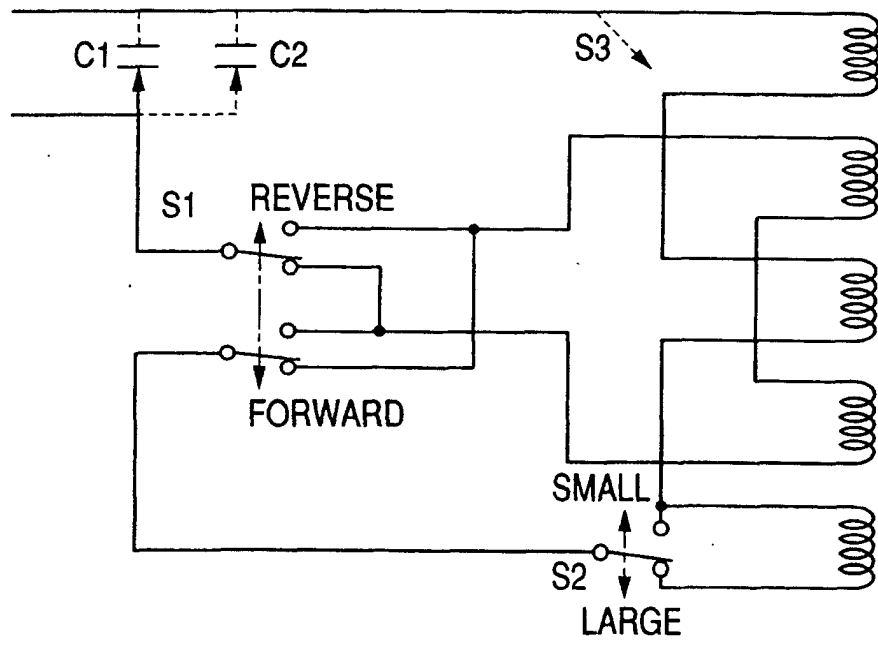 C1
C2
S3
S1
REVERSE
FORWARD
SMALL
S2
LARGE